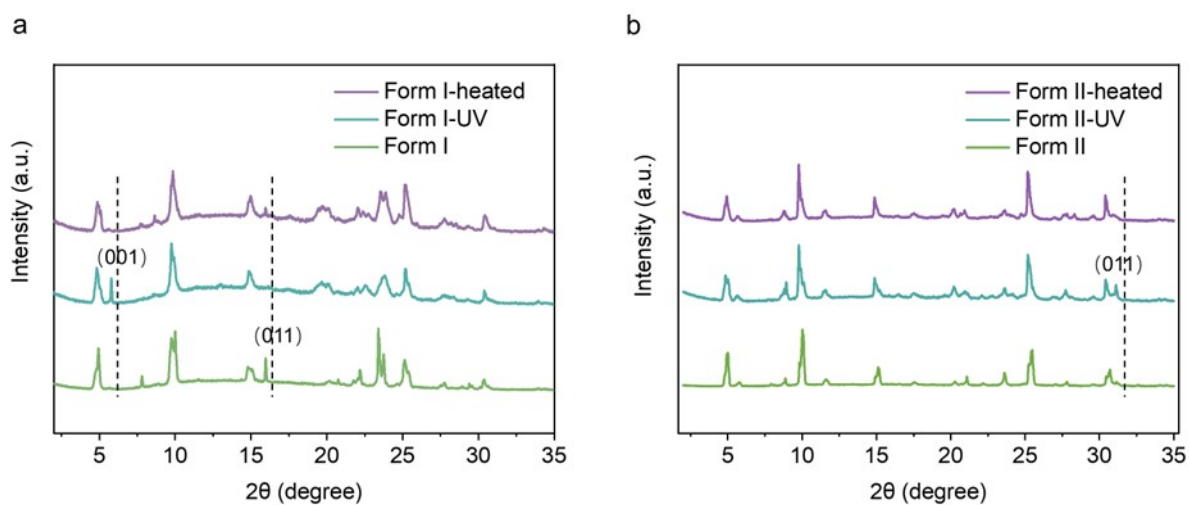 a
Form I-heated
Form I-UV
Form I
Intensity (a.u.)
(001)
(011)
5 10 15 20 25 30 35
2θ (degree)
b
Form II-heated
Form II-UV
Form II
Intensity (a.u.)
(011)
5 10 15 20 25 30 35
2θ (degree)